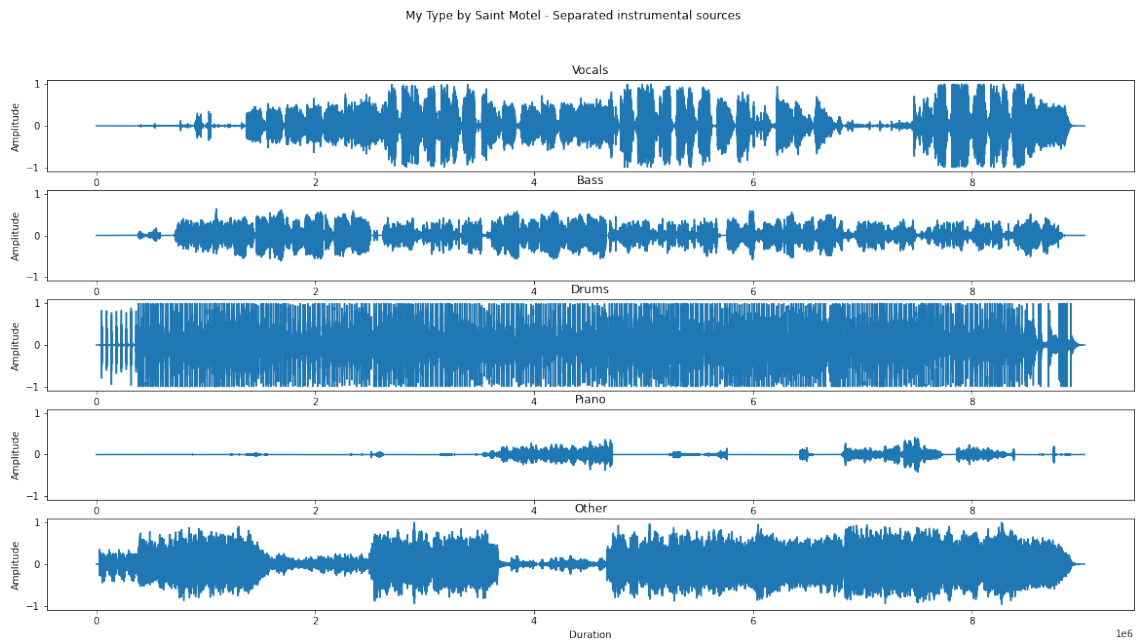 My Type by Saint Motel - Separated instrumental sources
Vocals
Amplitude
1
0
−1
0 2 4 6 8
Bass
Amplitude
1
0
−1
0 2 4 6 8
Drums
Amplitude
1
0
−1
0 2 4 6 8
Piano
Amplitude
1
0
−1
0 2 4 6 8
Other
Amplitude
1
0
−1
0 2 4 6 8
Duration
1e6